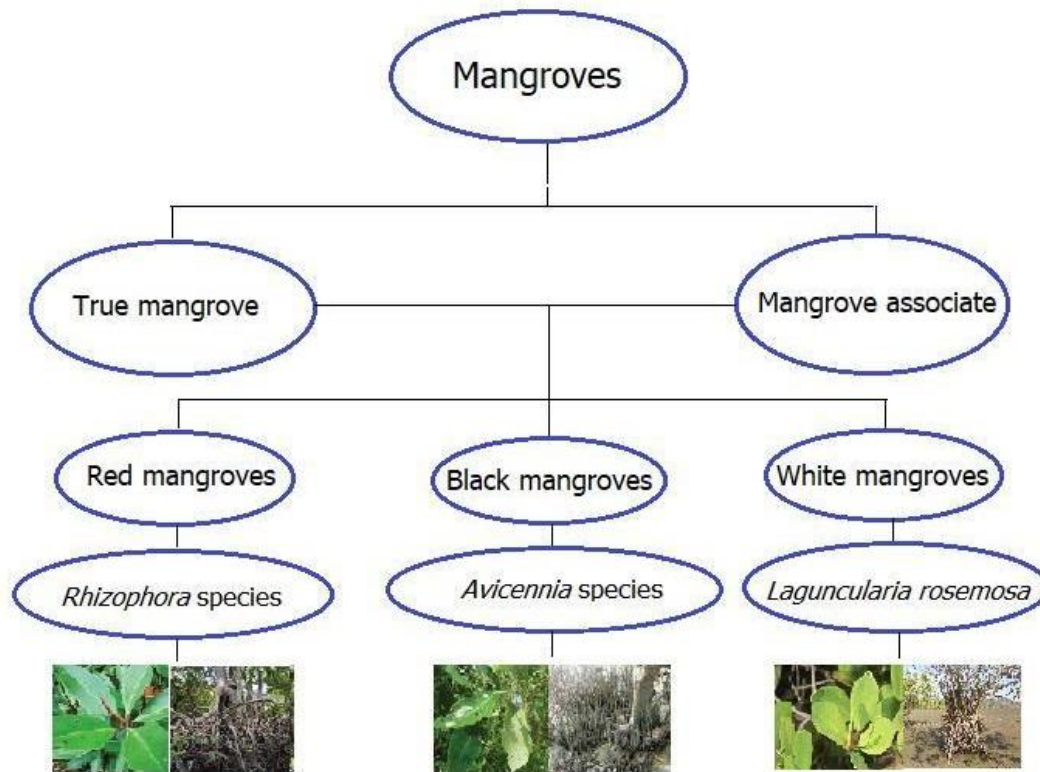 Mangroves
True mangrove
Mangrove associate
Red mangroves
Black mangroves
White mangroves
Rhizophora species
Avicennia species
Laguncularia rosemosa